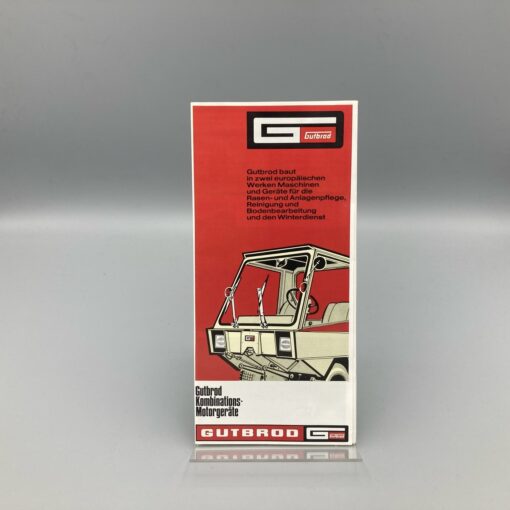 Gutbrod
Gutbrod baut
in zwei europäischen
Werken Maschinen
und Geräte für die
Rasen- und Anlagenpflege,
Reinigung und
Bodenbearbeitung
und den Winterdienst
Gutbrod
Kombinations-
Motorgeräte
GUTBROD